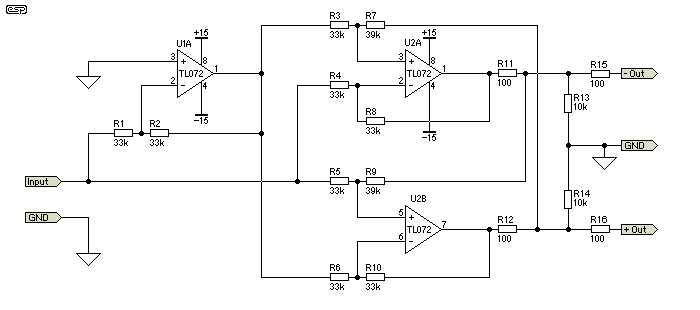 esp
R3
33k
R7
39k
+15
U1A
3
+
8
TL072
1
2
-
4
-15
+15
U2A
3
+
8
TL072
1
2
-
4
-15
R4
33k
R8
33k
R11
100
R15
100
- Out
R13
10k
GND
R1
33k
R2
33k
Input
GND
R5
33k
R9
39k
U2B
5
+
TL072
7
6
-
R12
100
R14
10k
R16
100
+ Out
R6
33k
R10
33k